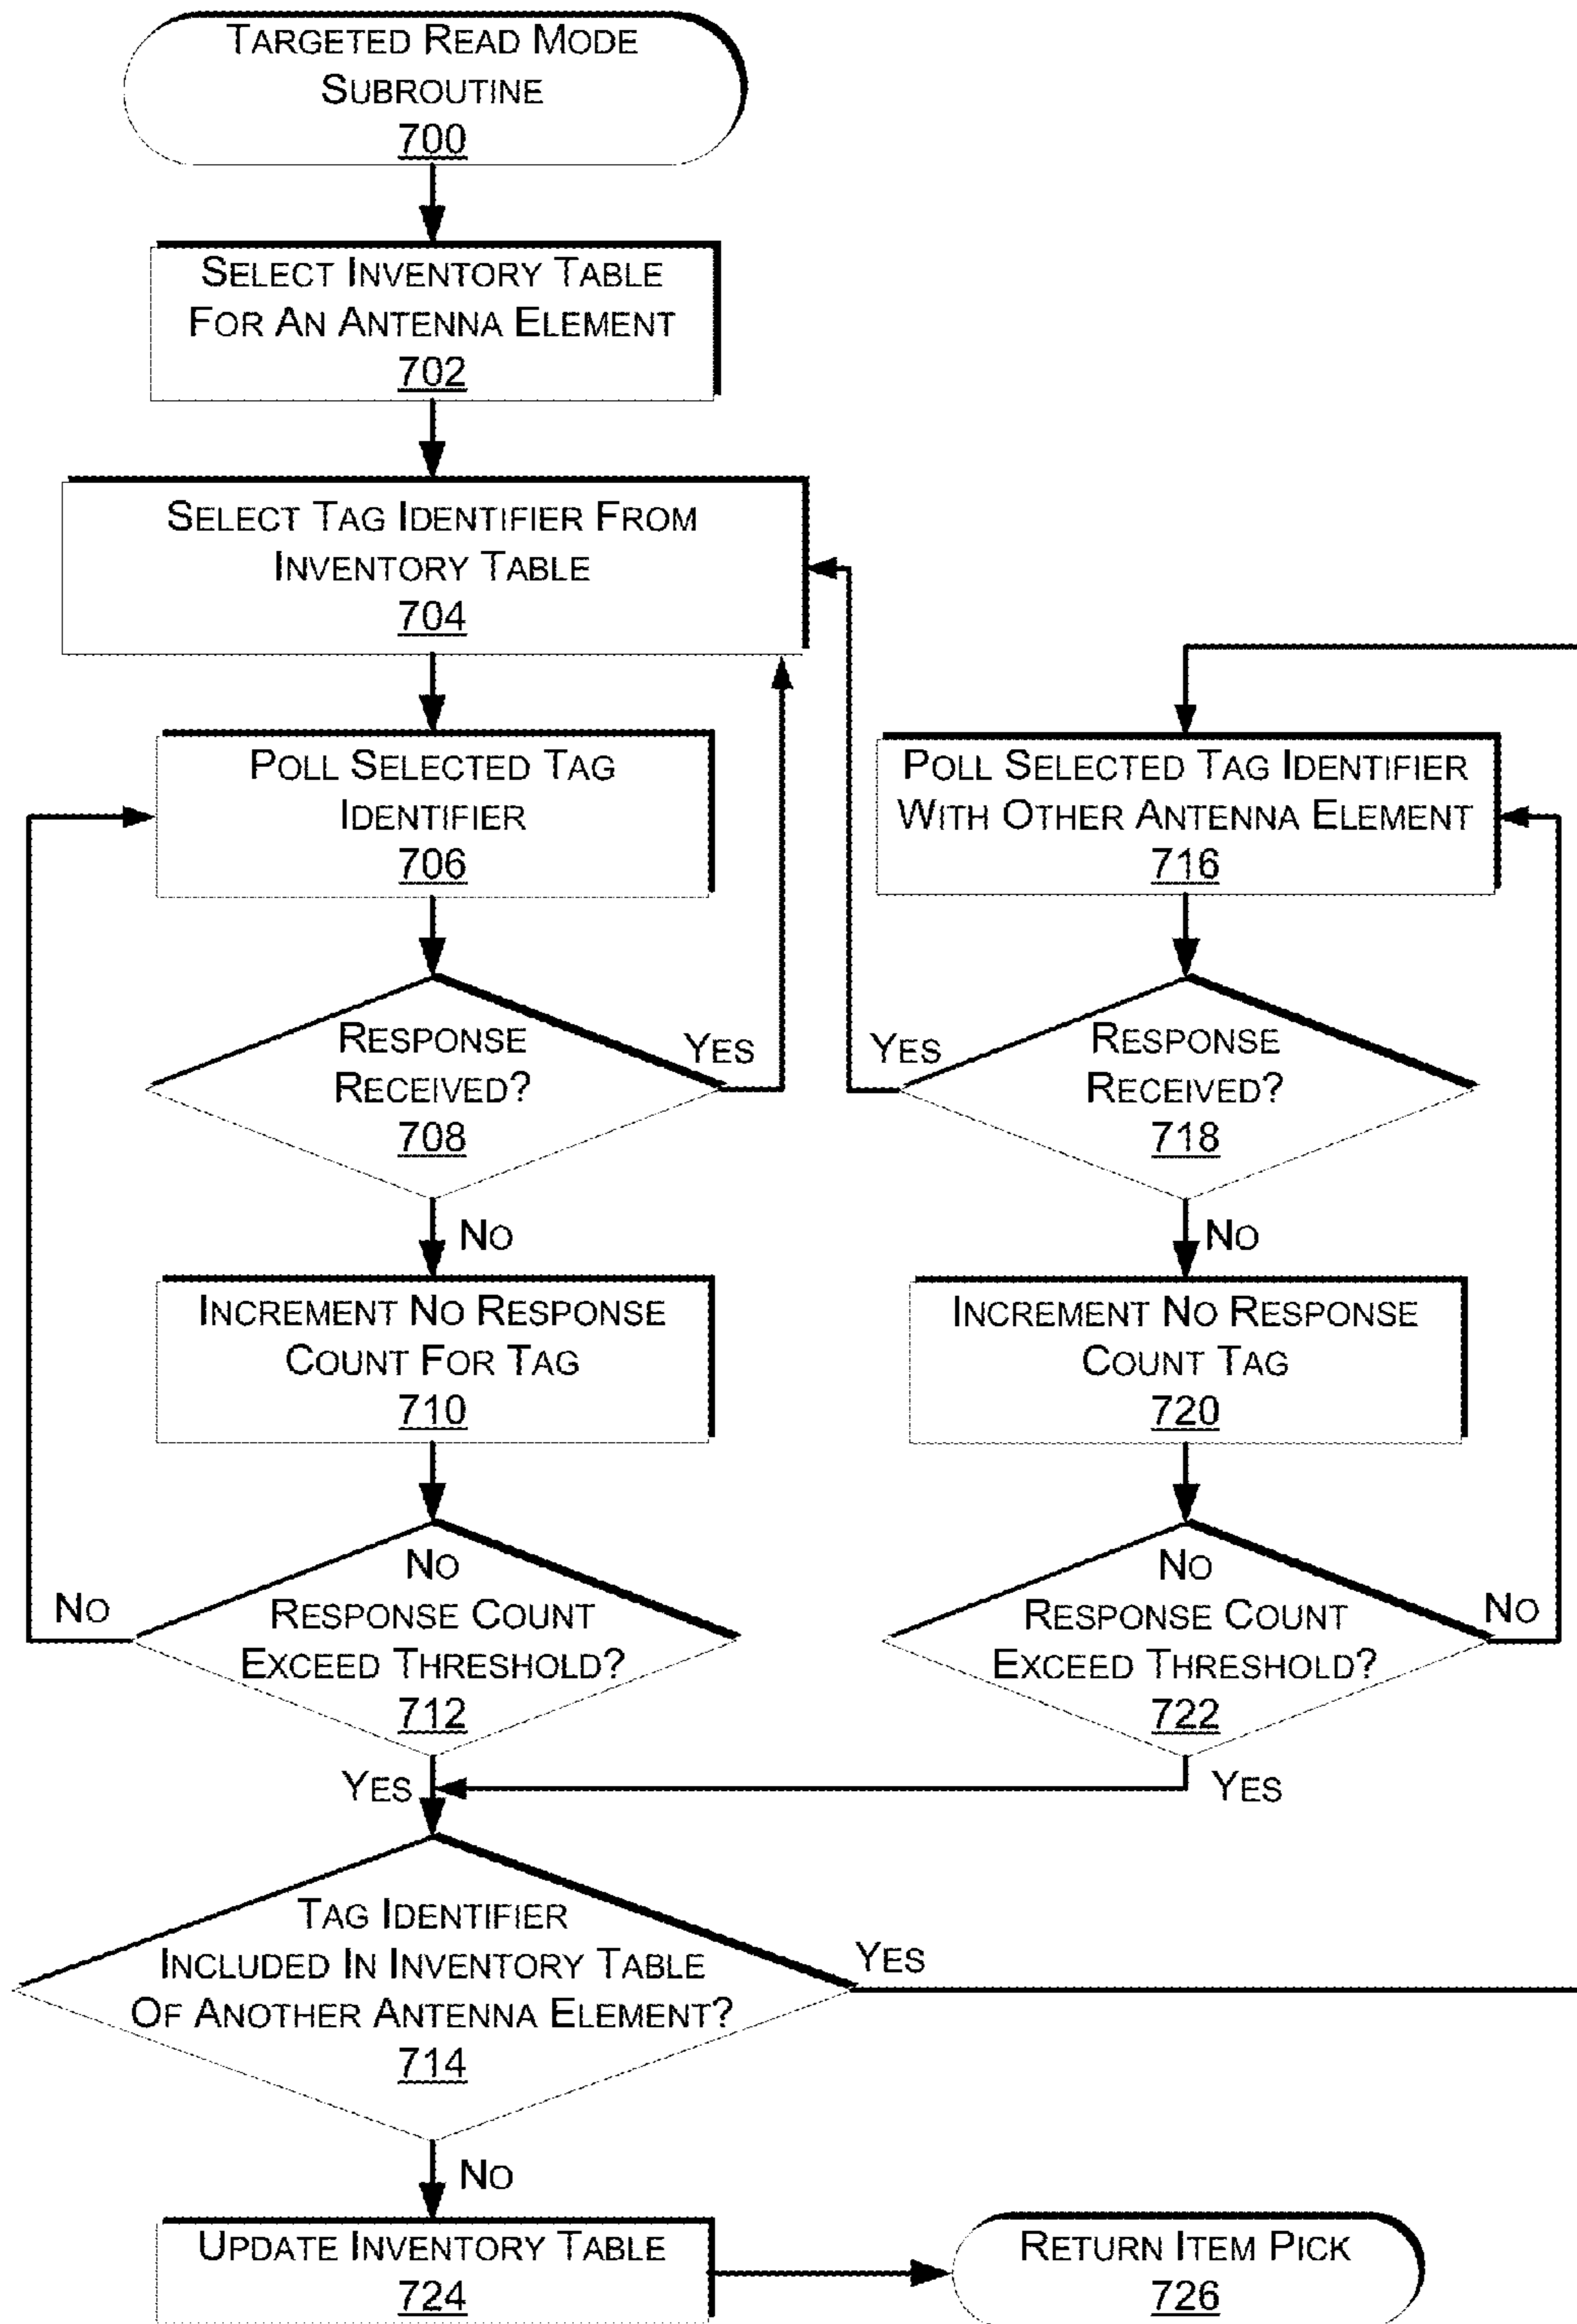 TARGETED READ MODE
SUBROUTINE
700
SELECT INVENTORY TABLE
FOR AN ANTENNA ELEMENT
702
SELECT TAG IDENTIFIER FROM
INVENTORY TABLE
704
POLL SELECTED TAG
IDENTIFIER
706
RESPONSE
RECEIVED?
708
YES
NO
INCREMENT NO RESPONSE
COUNT FOR TAG
710
NO
RESPONSE COUNT
EXCEED THRESHOLD?
712
NO
YES
TAG IDENTIFIER
INCLUDED IN INVENTORY TABLE
OF ANOTHER ANTENNA ELEMENT?
714
YES
NO
POLL SELECTED TAG IDENTIFIER
WITH OTHER ANTENNA ELEMENT
716
RESPONSE
RECEIVED?
718
YES
NO
INCREMENT NO RESPONSE
COUNT TAG
720
NO
RESPONSE COUNT
EXCEED THRESHOLD?
722
NO
YES
UPDATE INVENTORY TABLE
724
RETURN ITEM PICK
726